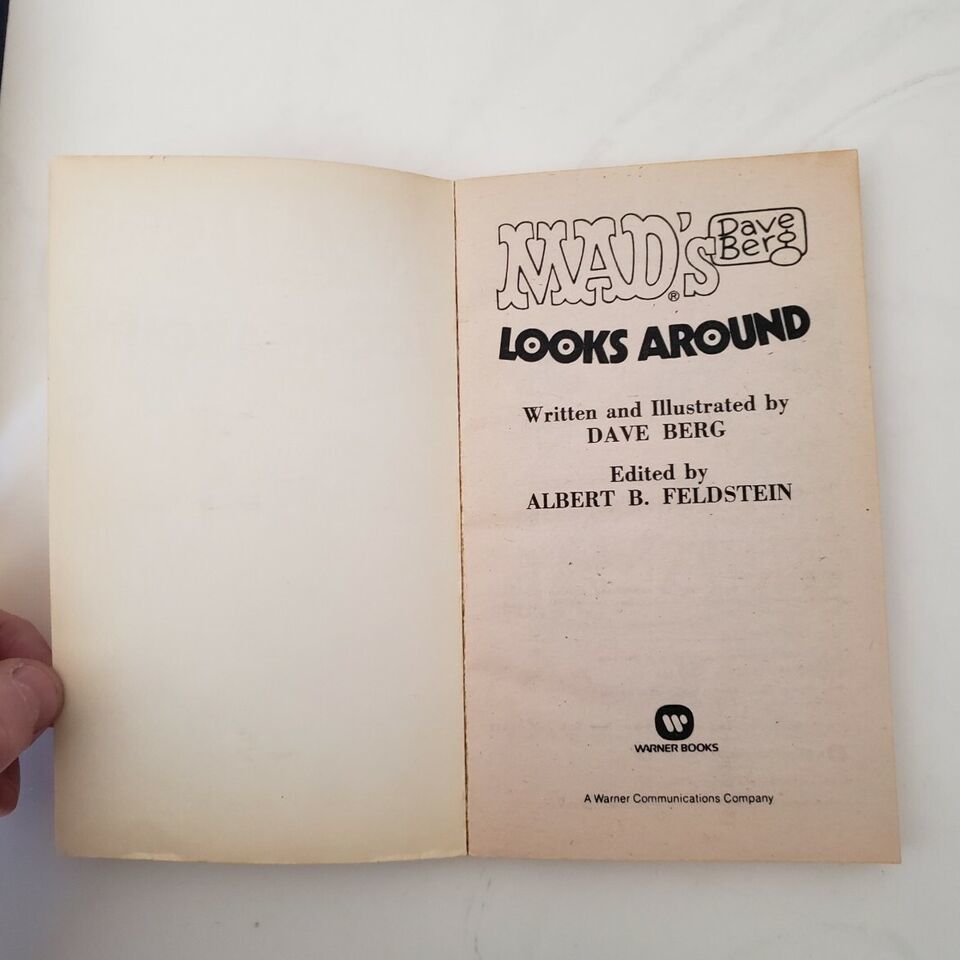 MAD's Dave Berg
®
LOOKS AROUND
Written and Illustrated by
DAVE BERG
Edited by
ALBERT B. FELDSTEIN
W
WARNER BOOKS
A Warner Communications Company